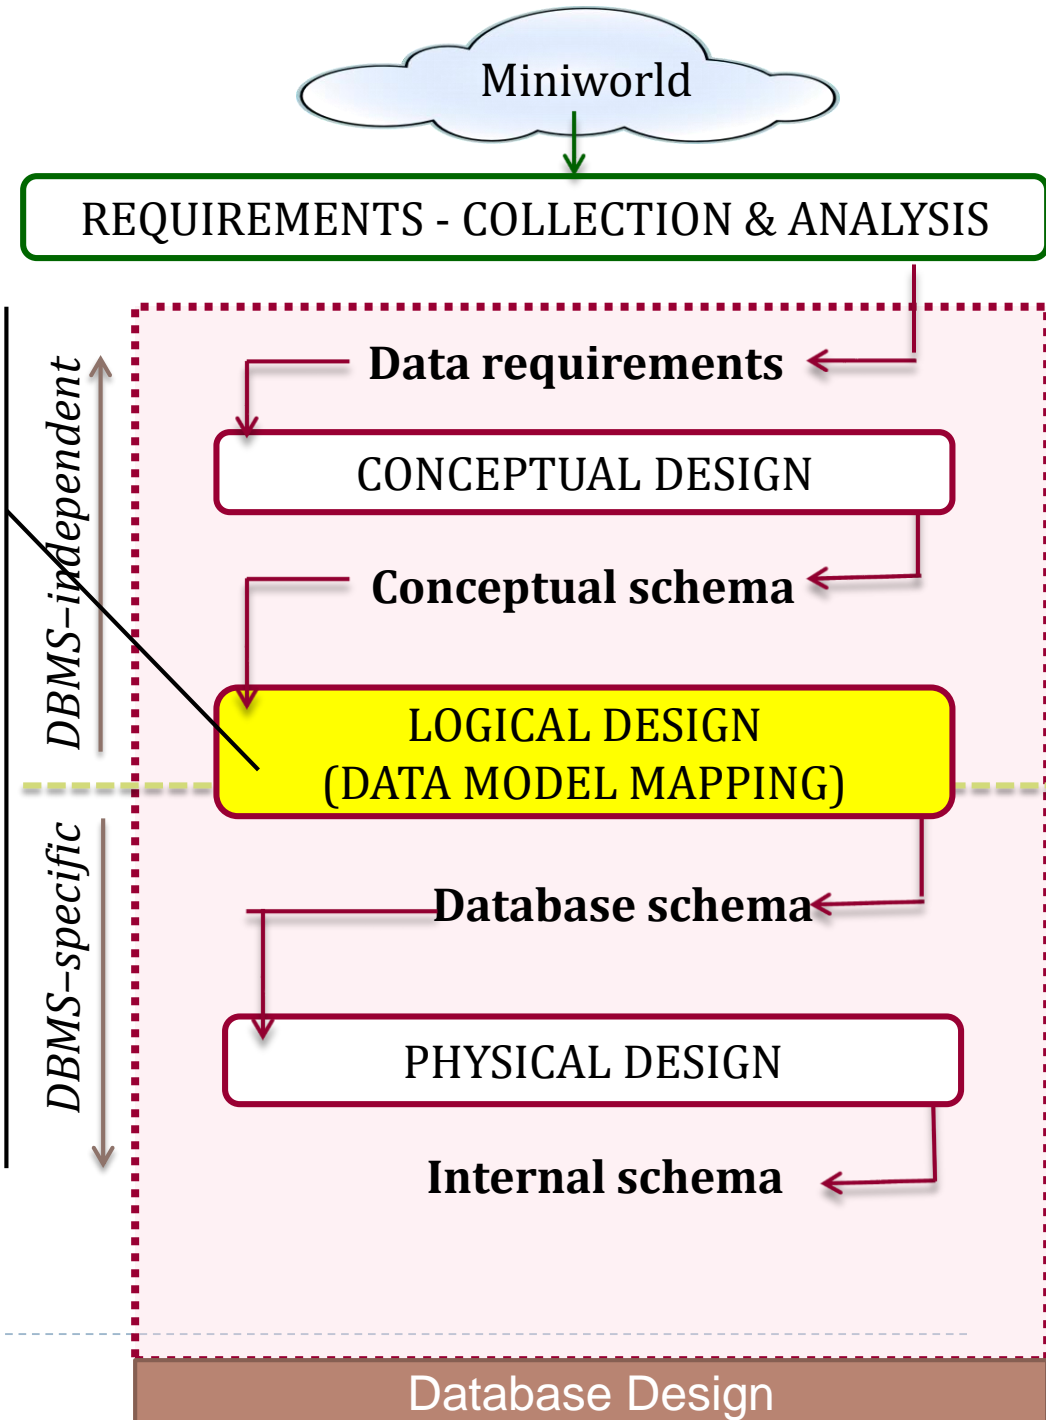 Miniworld
REQUIREMENTS - COLLECTION & ANALYSIS
DBMS–independent
Data requirements
CONCEPTUAL DESIGN
Conceptual schema
LOGICAL DESIGN
(DATA MODEL MAPPING)
DBMS–specific
Database schema
PHYSICAL DESIGN
Internal schema
Database Design